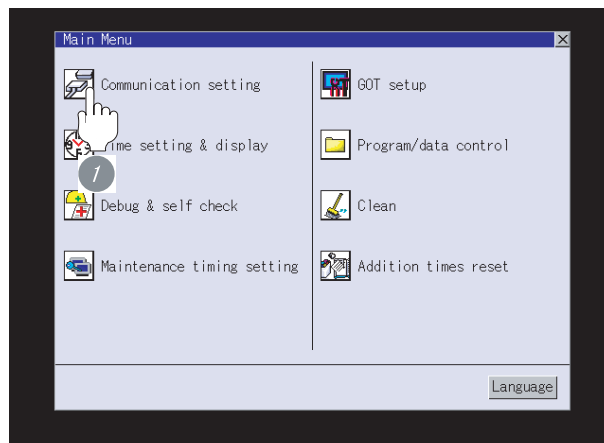 Main Menu
Communication setting
Time setting & display
1
Debug & self check
Maintenance timing setting
GOT setup
Program/data control
Clean
Addition times reset
Language